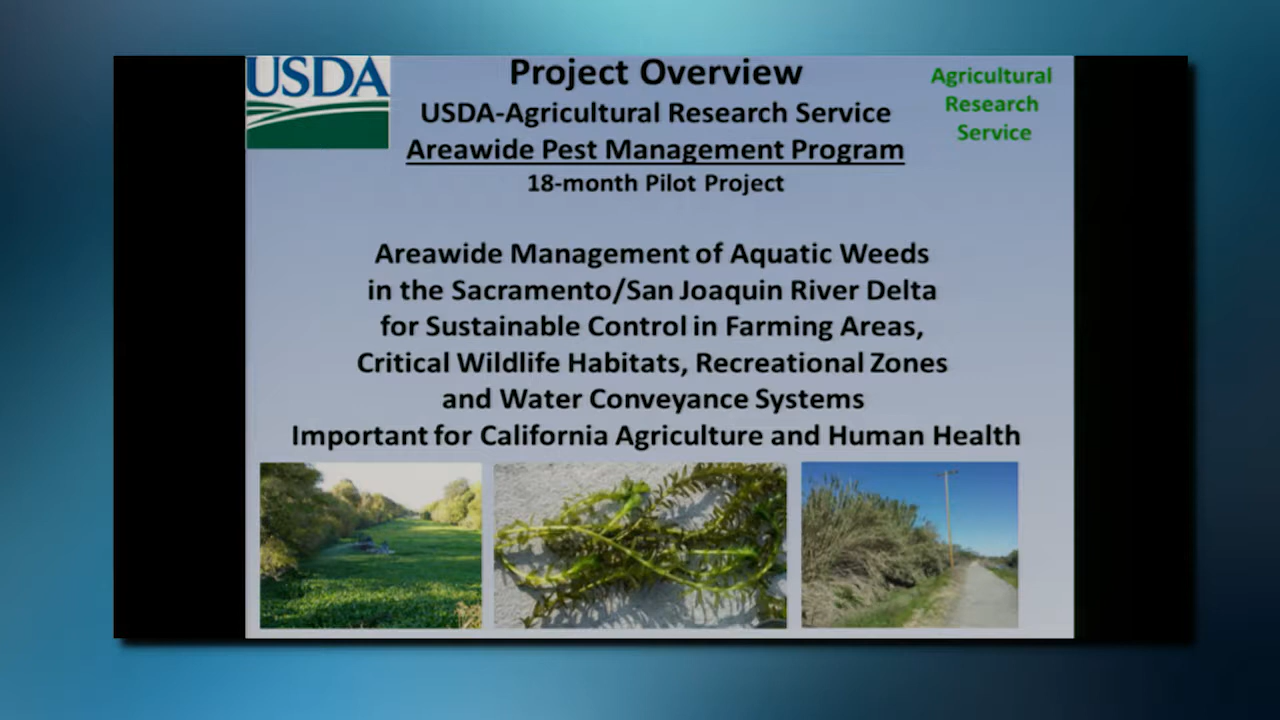 USDA
Project Overview
USDA-Agricultural Research Service
Areawide Pest Management Program
18-month Pilot Project
Agricultural
Research
Service
Areawide Management of Aquatic Weeds
in the Sacramento/San Joaquin River Delta
for Sustainable Control in Farming Areas,
Critical Wildlife Habitats, Recreational Zones
and Water Conveyance Systems
Important for California Agriculture and Human Health